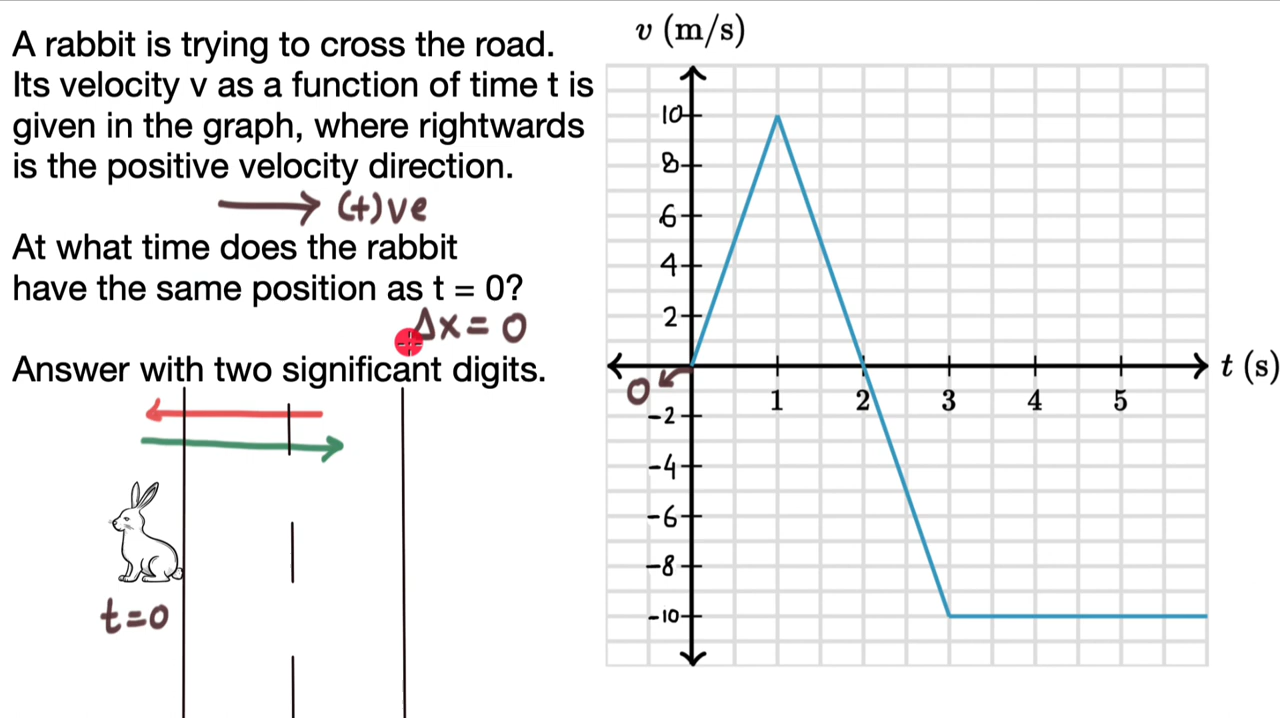 A rabbit is trying to cross the road.
Its velocity v as a function of time t is
given in the graph, where rightwards
is the positive velocity direction.
(+)ve
At what time does the rabbit
have the same position as t = 0?
Δx = 0
Answer with two significant digits.
t=0
v (m/s)
10
8
6
4
2
0
-2
-4
-6
-8
-10
1 2 3 4 5
t (s)